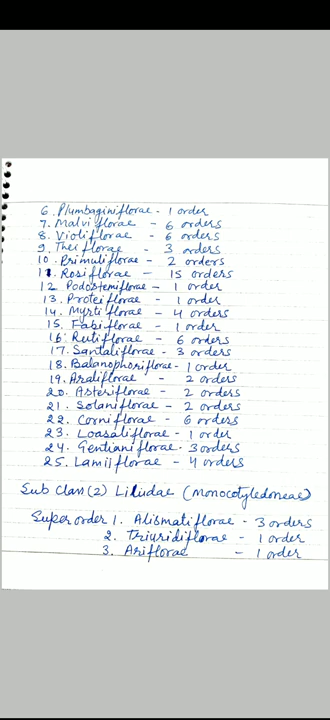 6. Plumbaginiflorae - 1 order
7. Malviflorae - 6 orders
8. Violiflorae - 6 orders
9. Theiflorae - 3 orders
10. Primuliflorae - 2 orders
11. Rosiflorae - 15 orders
12. Podostemiflorae - 1 order
13. Proteiflorae - 1 order
14. Myrtiflorae - 4 orders
15. Fabiflorae - 1 order
16. Rutiflorae - 6 orders
17. Santaliflorae - 3 orders
18. Balanophoriflorae - 1 order
19. Araliflorae - 2 orders
20. Asteriflorae - 2 orders
21. Solaniflorae - 2 orders
22. Corniflorae - 6 orders
23. Loasaliflorae - 1 order
24. Gentianiflorae - 3 orders
25. Lamiiflorae - 4 orders
Sub Class (2) Liliidae (Monocotyledoneae)
Superorder 1. Alismatiflorae - 3 orders
2. Triuridiflorae - 1 order
3. Ariflorae - 1 order